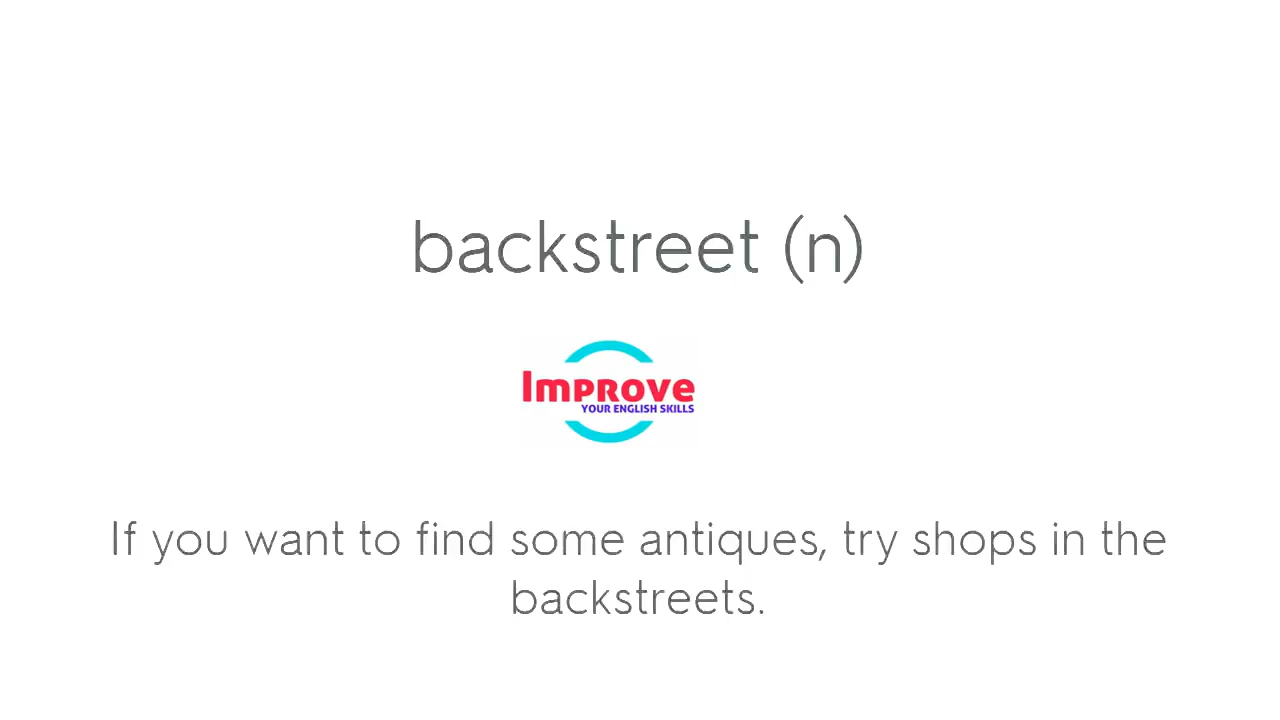 backstreet (n)
Improve
YOUR ENGLISH SKILLS
If you want to find some antiques, try shops in the
backstreets.